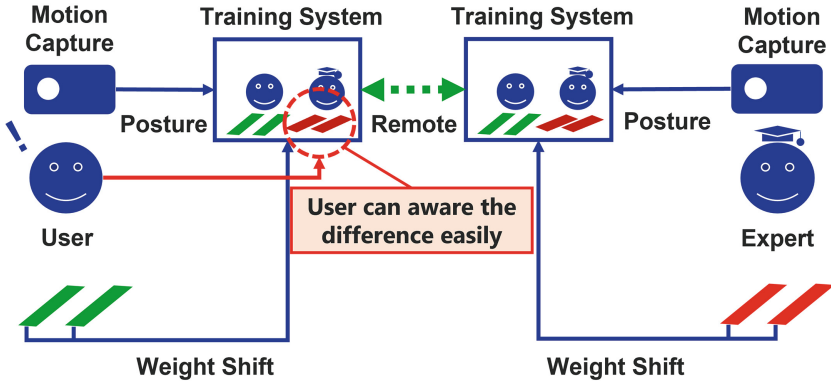 Motion
Capture
Training System
Training System
Motion
Capture
Posture
Remote
Posture
User can aware the
difference easily
User
Expert
Weight Shift
Weight Shift